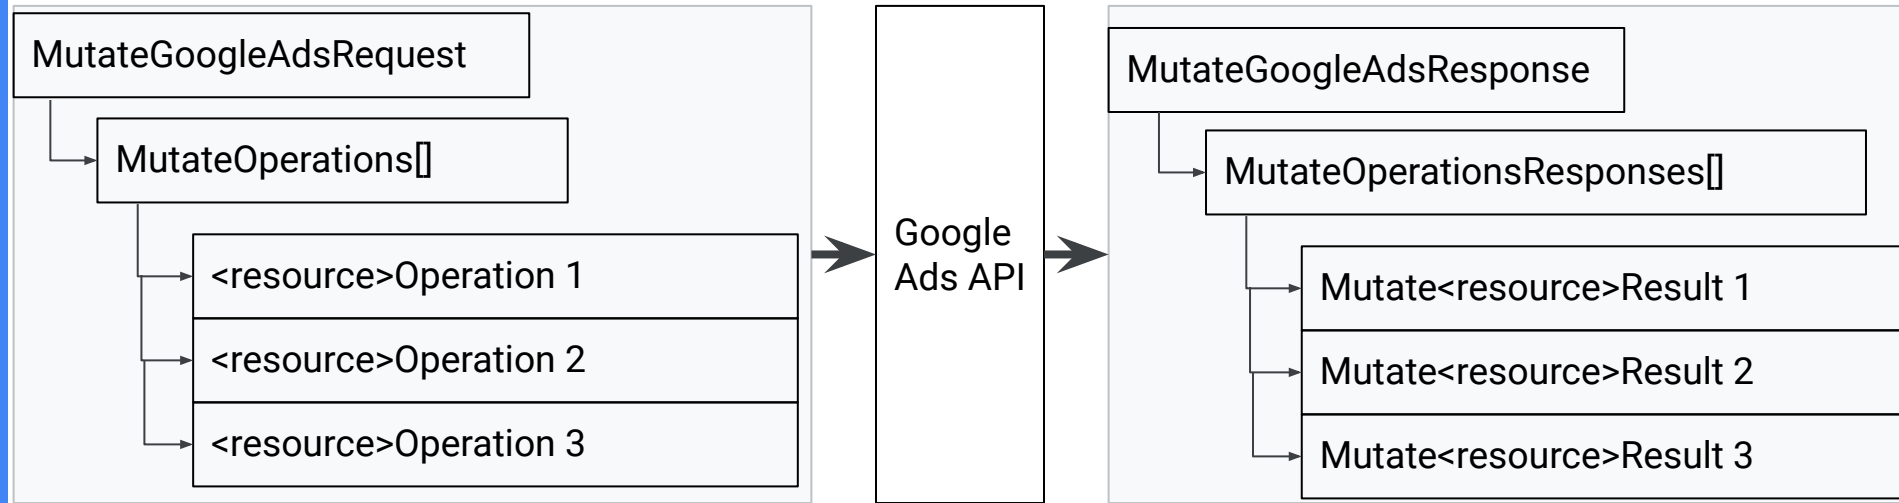 MutateGoogleAdsRequest
MutateOperations[]
<resource>Operation 1
<resource>Operation 2
<resource>Operation 3
Google
Ads API
MutateGoogleAdsResponse
MutateOperationsResponses[]
Mutate<resource>Result 1
Mutate<resource>Result 2
Mutate<resource>Result 3